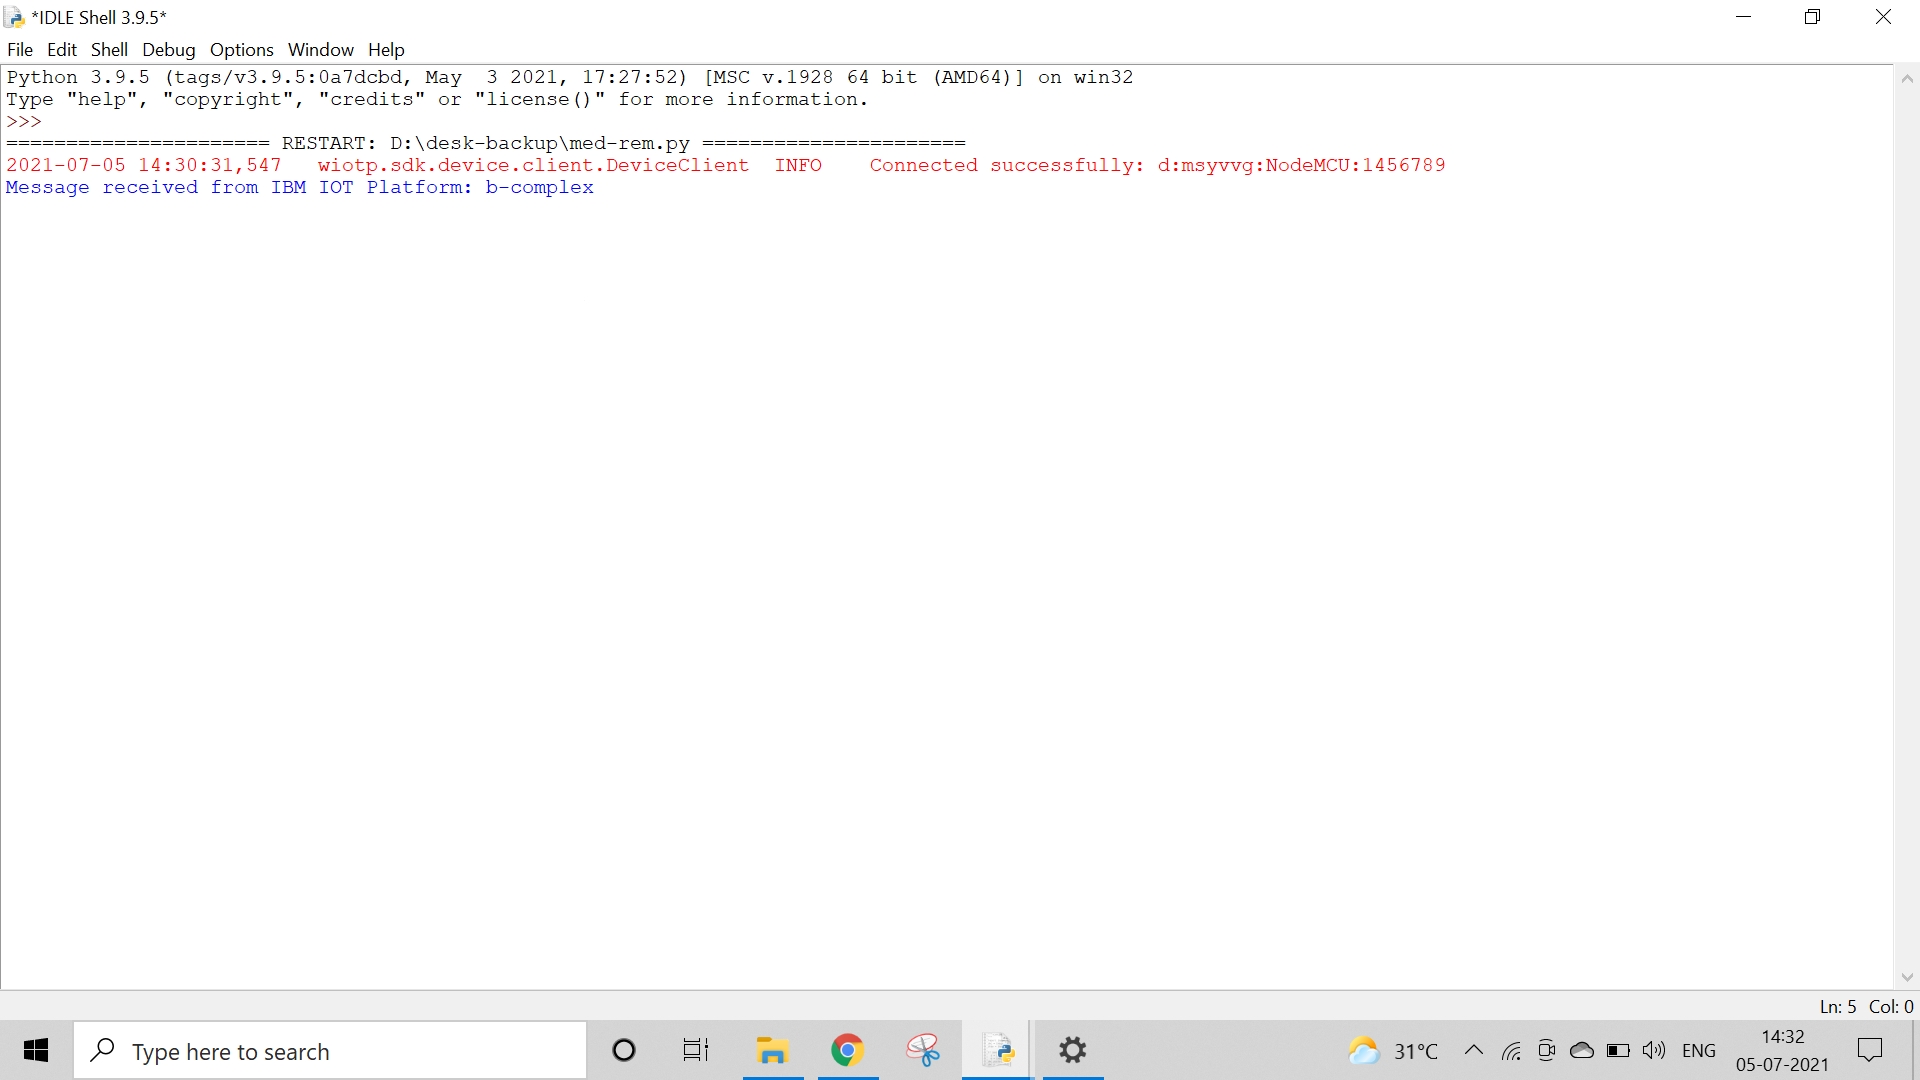 *IDLE Shell 3.9.5*
File Edit Shell Debug Options Window Help
Python 3.9.5 (tags/v3.9.5:0a7dcbd, May  3 2021, 17:27:52) [MSC v.1928 64 bit (AMD64)] on win32
Type "help", "copyright", "credits" or "license()" for more information.
>>>
====================== RESTART: D:\desk-backup\med-rem.py ======================
2021-07-05 14:30:31,547   wiotp.sdk.device.client.DeviceClient  INFO    Connected successfully: d:msyvvg:NodeMCU:1456789
Message received from IBM IOT Platform: b-complex
Ln: 5 Col: 0
Type here to search
31°C
ENG
14:32
05-07-2021